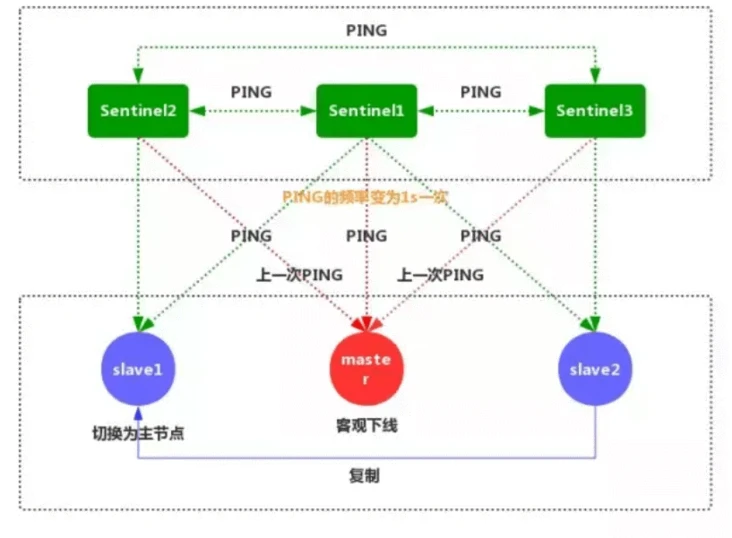 PING
Sentinel2
PING
Sentinel1
PING
Sentinel3
PING的频率变为1s一次
PING
PING
PING
上一次PING
上一次PING
slave1
maste
r
slave2
切换为主节点
客观下线
复制